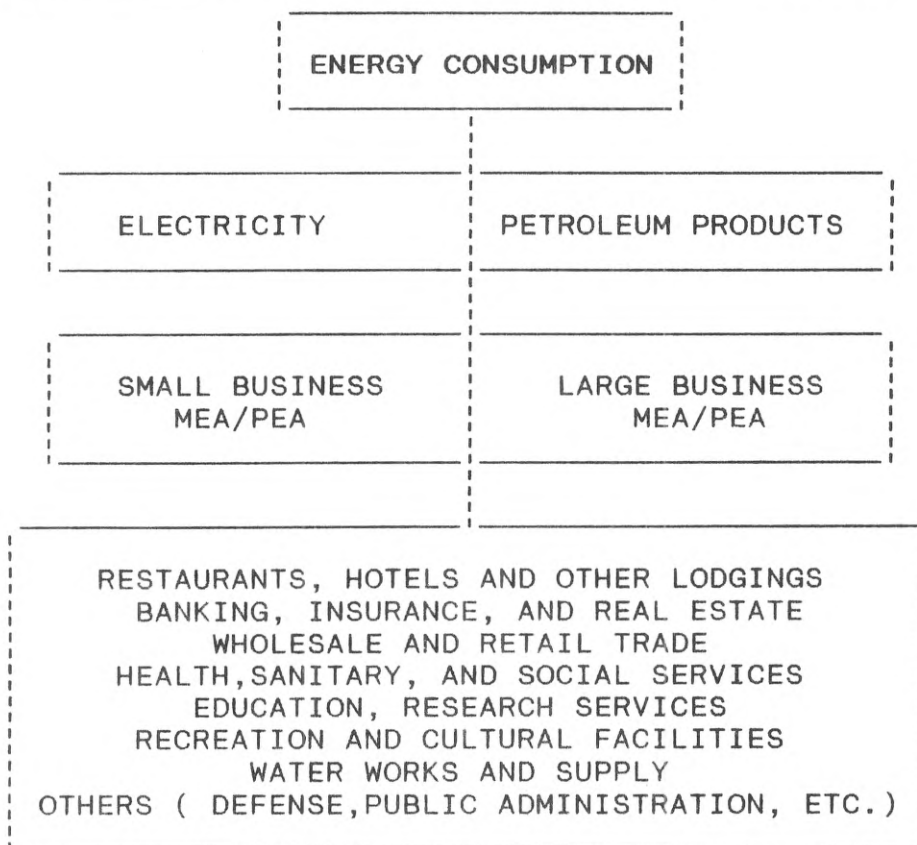 ENERGY CONSUMPTION
ELECTRICITY
PETROLEUM PRODUCTS
SMALL BUSINESS
MEA/PEA
LARGE BUSINESS
MEA/PEA
RESTAURANTS, HOTELS AND OTHER LODGINGS
BANKING, INSURANCE, AND REAL ESTATE
WHOLESALE AND RETAIL TRADE
HEALTH,SANITARY, AND SOCIAL SERVICES
EDUCATION, RESEARCH SERVICES
RECREATION AND CULTURAL FACILITIES
WATER WORKS AND SUPPLY
OTHERS ( DEFENSE,PUBLIC ADMINISTRATION, ETC.)